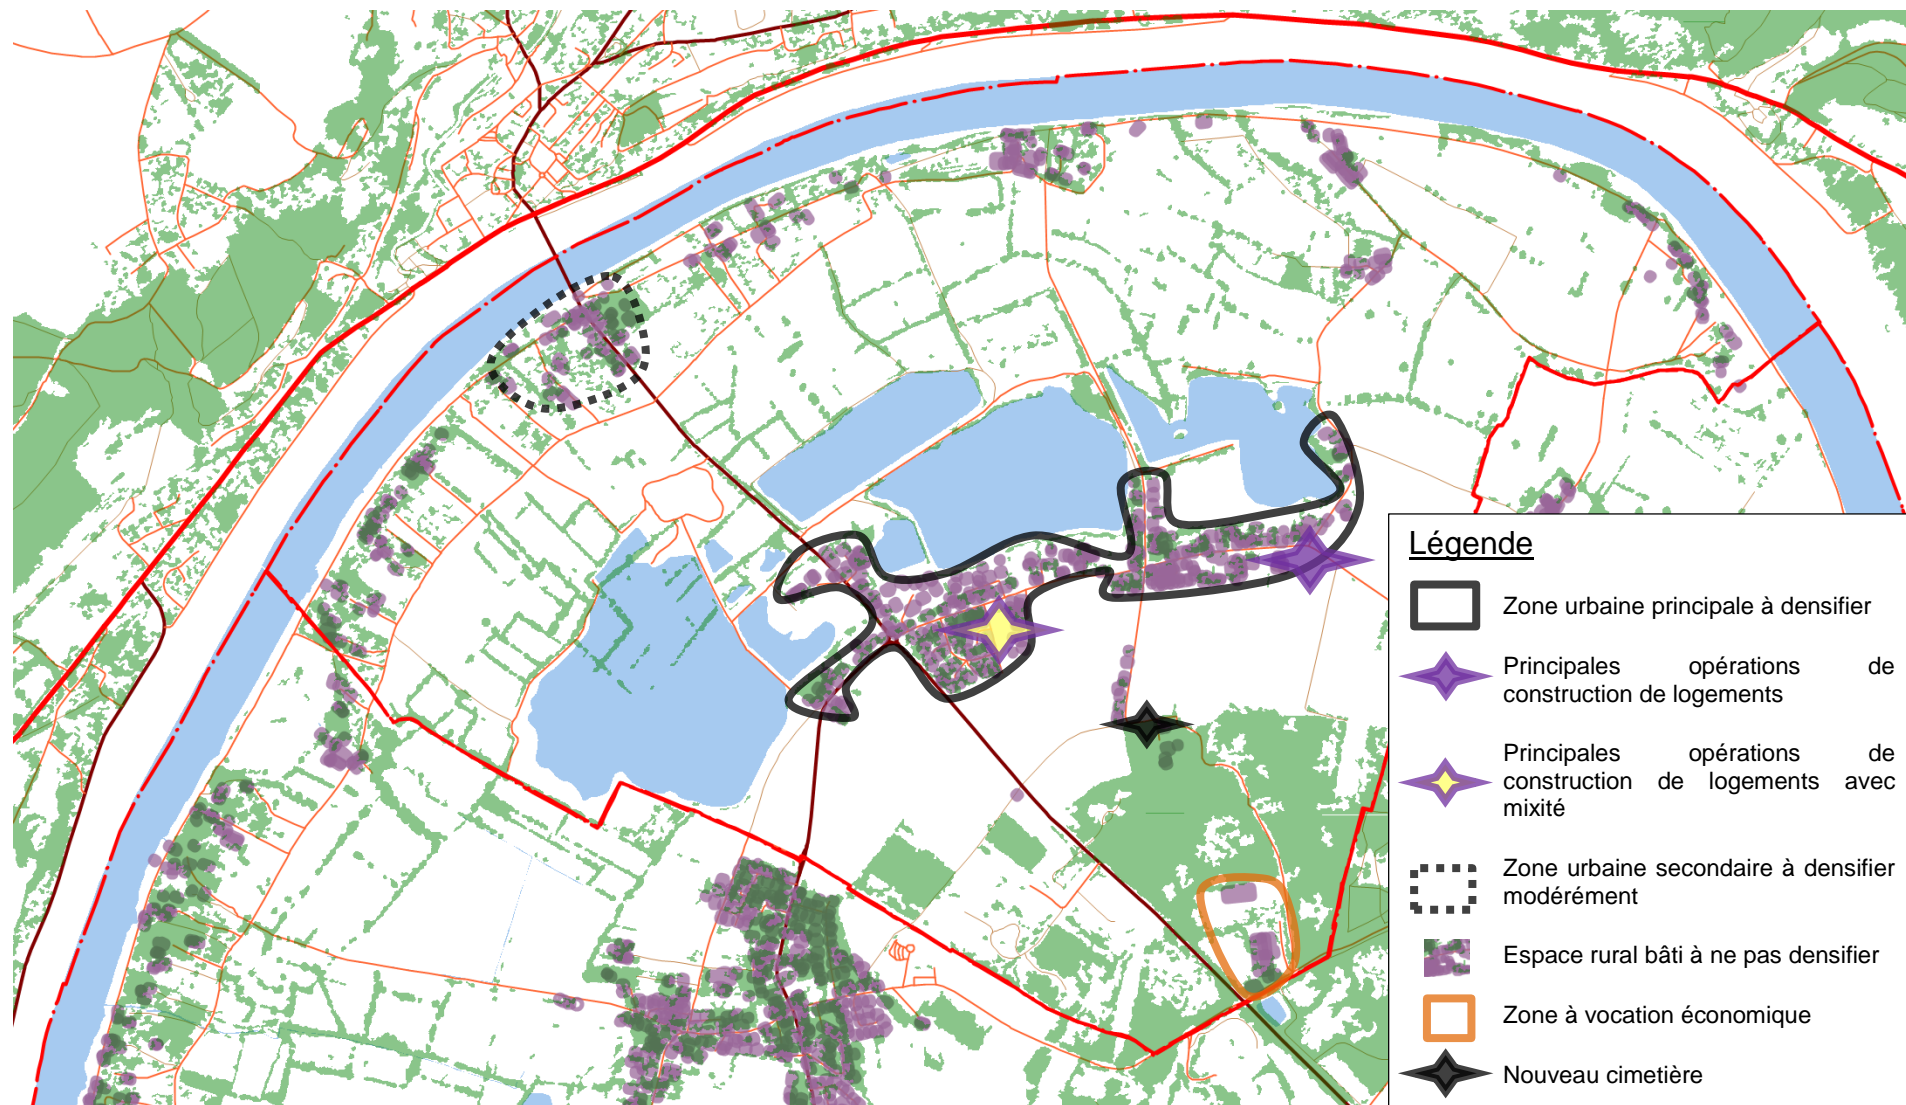 Légende
Zone urbaine principale à densifier
Principales opérations de
construction de logements
Principales opérations de
construction de logements avec
mixité
Zone urbaine secondaire à densifier
modérément
Espace rural bâti à ne pas densifier
Zone à vocation économique
Nouveau cimetière